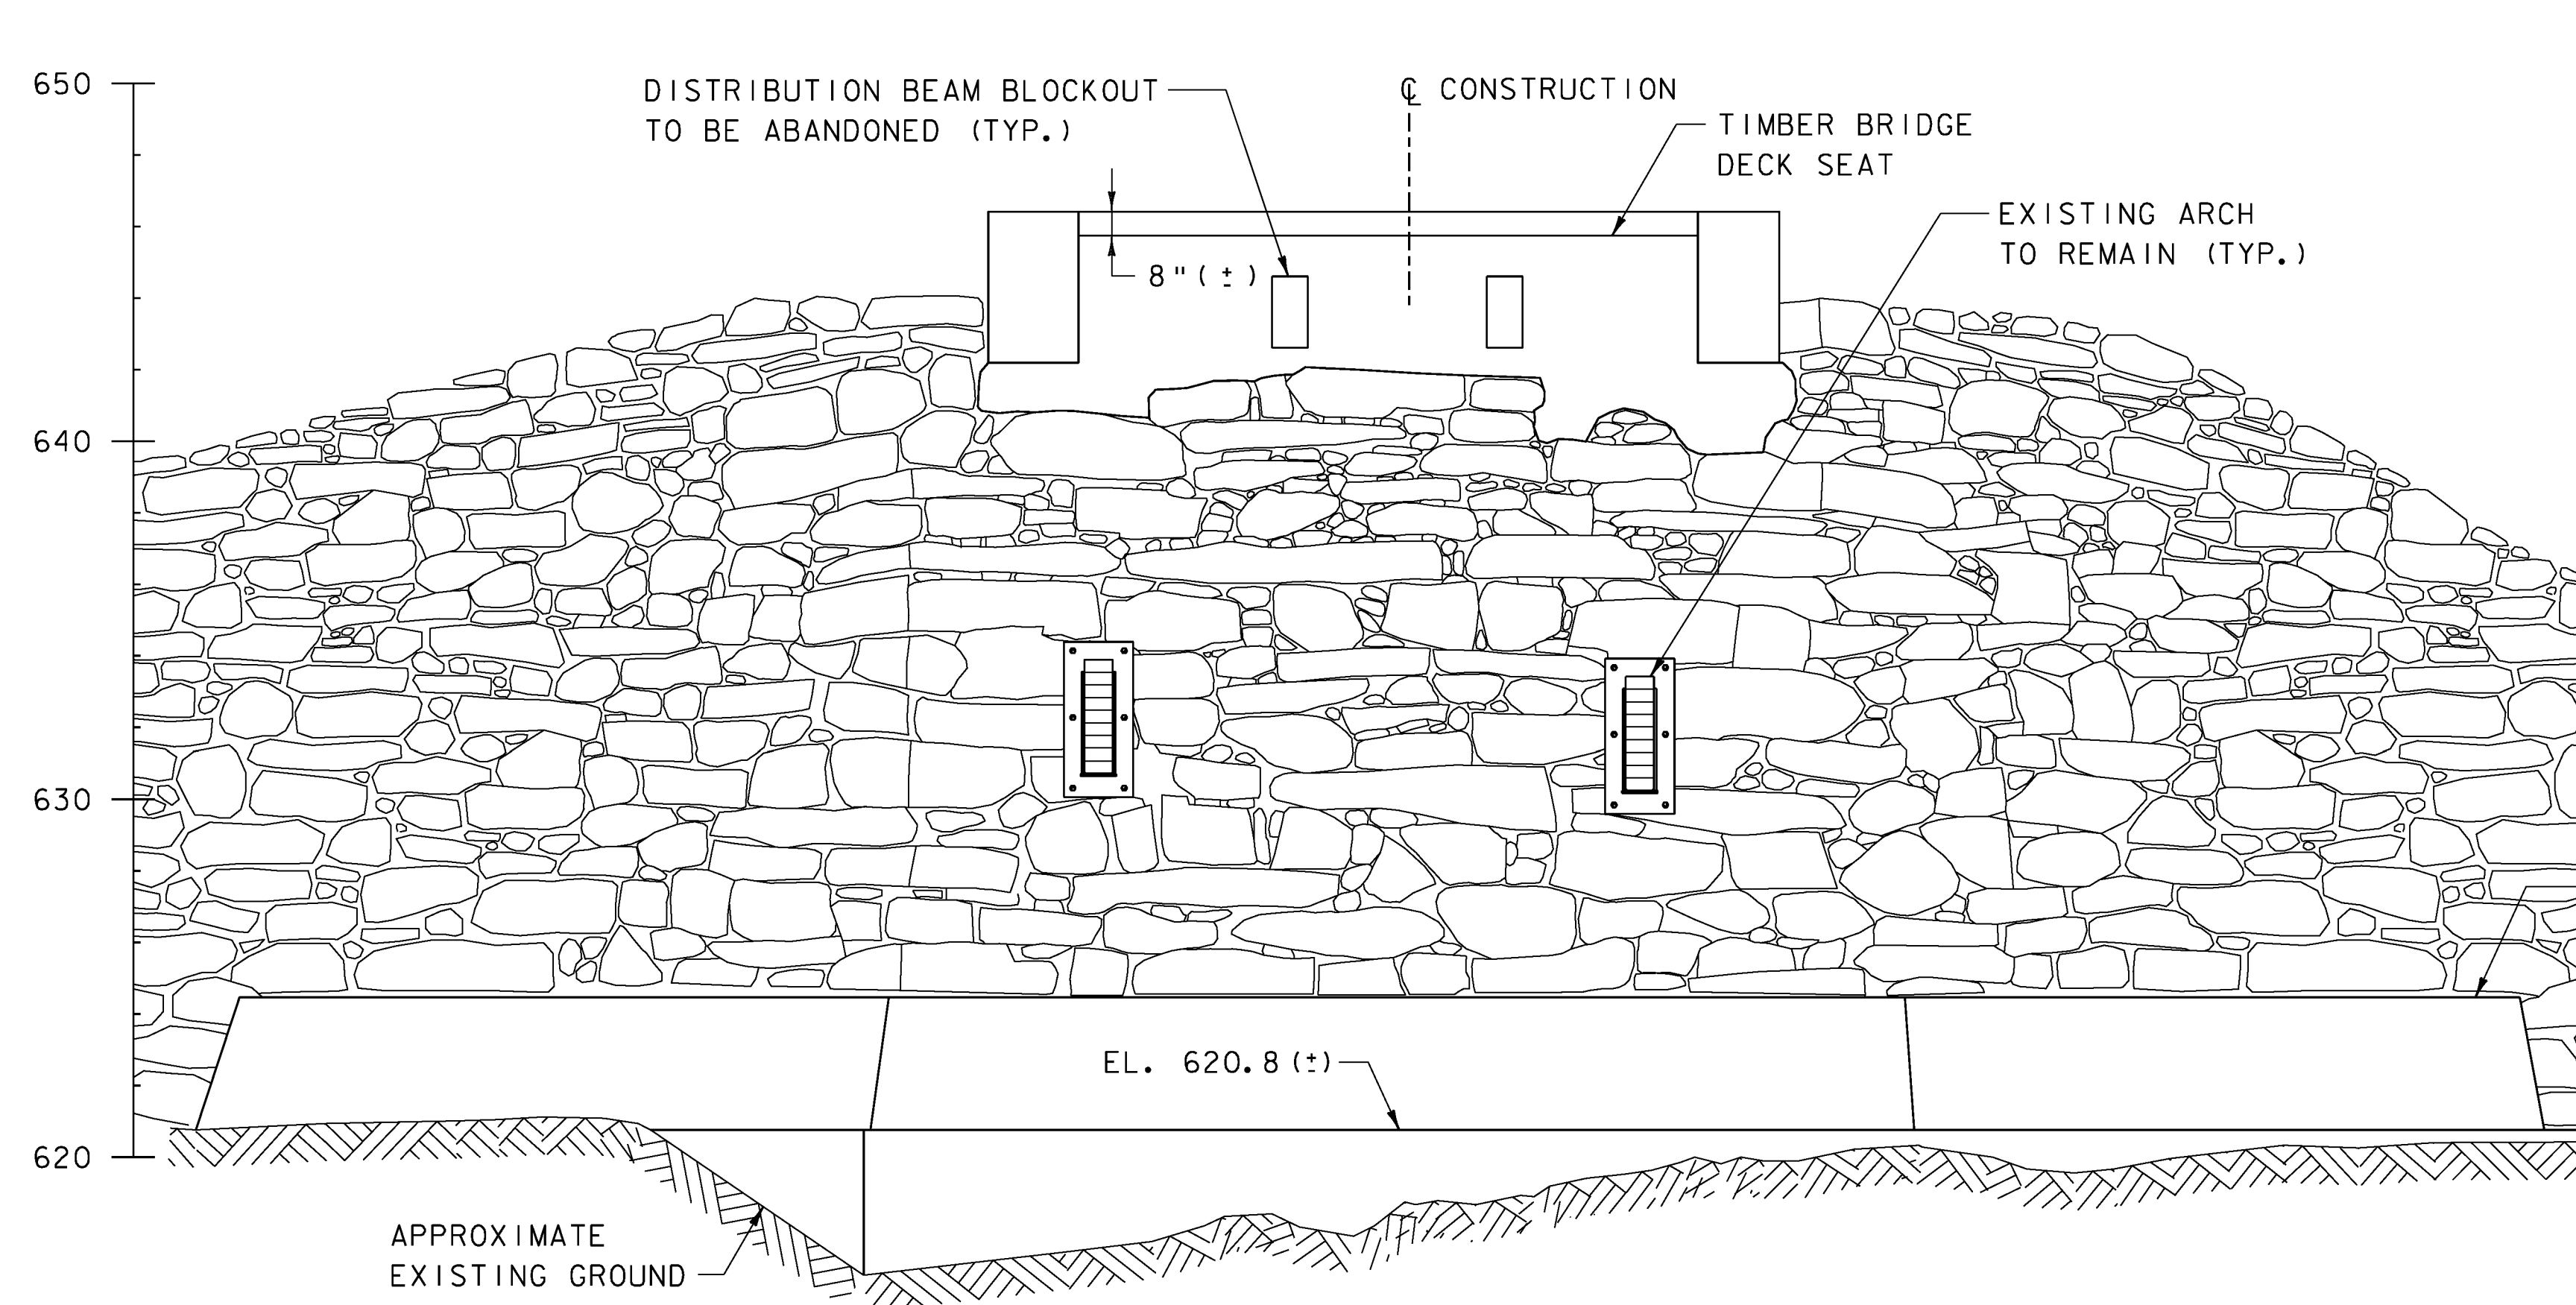 650
DISTRIBUTION BEAM BLOCKOUT
TO BE ABANDONED (TYP.)
℄ CONSTRUCTION
TIMBER BRIDGE
DECK SEAT
EXISTING ARCH
TO REMAIN (TYP.)
8"(±)
640
630
EL. 620.8(±)
620
APPROXIMATE
EXISTING GROUND